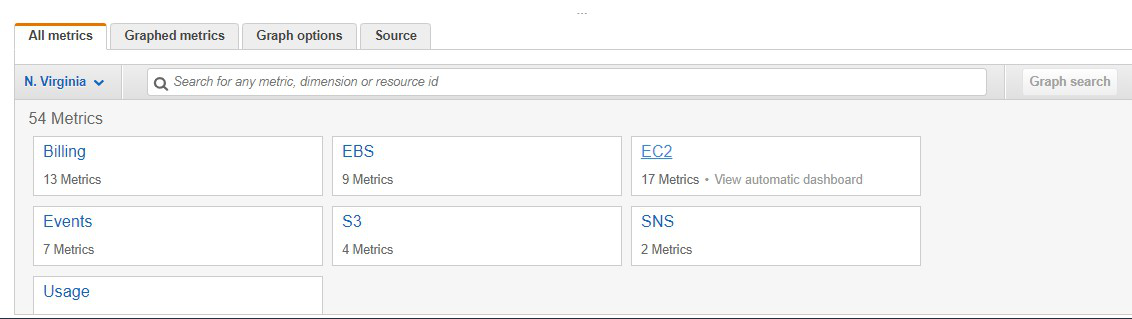 ...
All metrics Graphed metrics Graph options Source
N. Virginia Search for any metric, dimension or resource id Graph search
54 Metrics
Billing EBS EC2
13 Metrics 9 Metrics 17 Metrics • View automatic dashboard
Events S3 SNS
7 Metrics 4 Metrics 2 Metrics
Usage